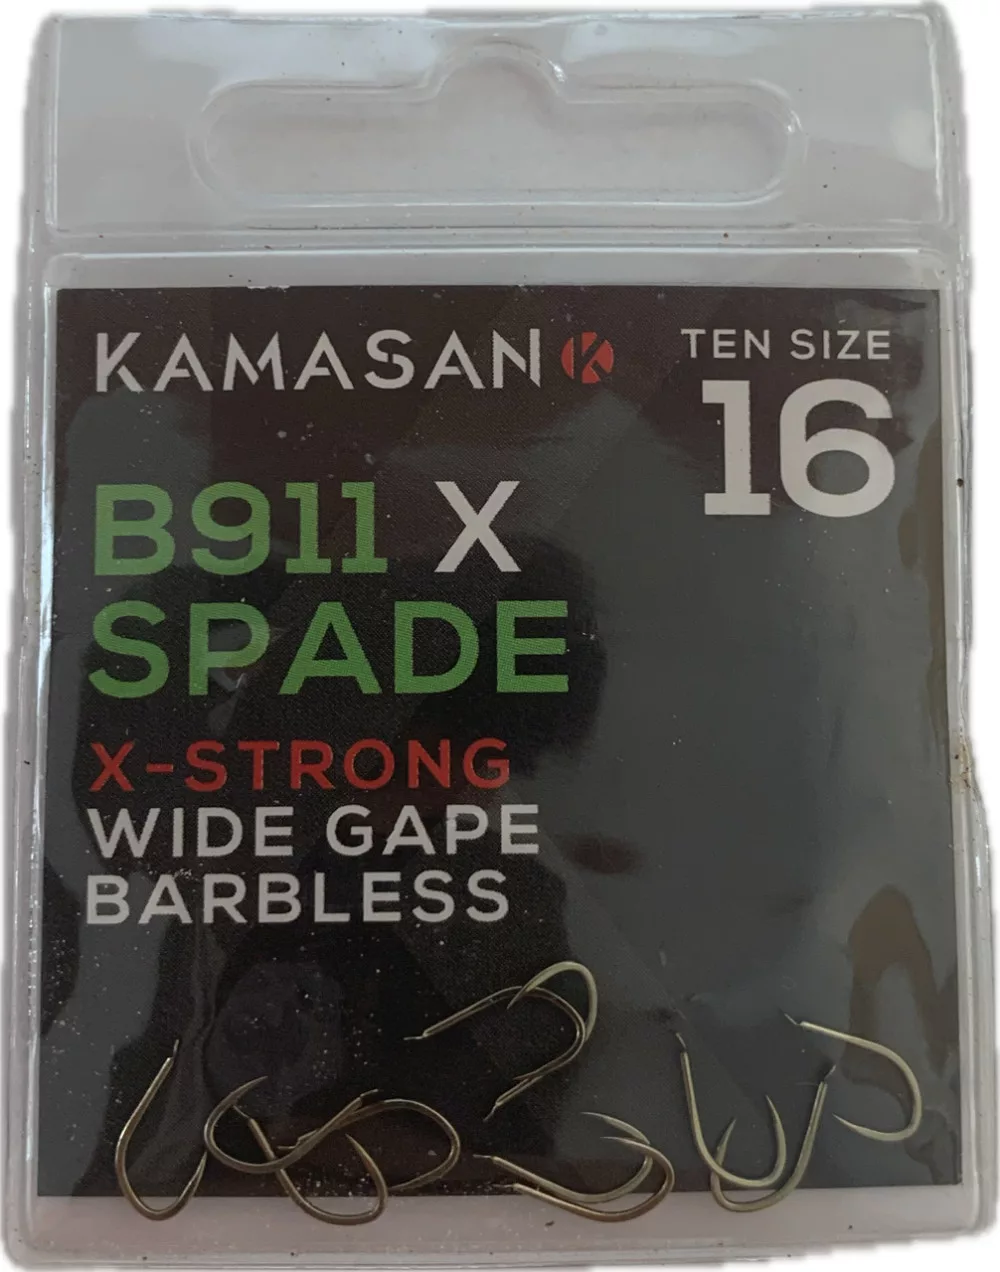 KAMASAN K
TEN SIZE
16
B911 X
SPADE
X-STRONG
WIDE GAPE
BARBLESS